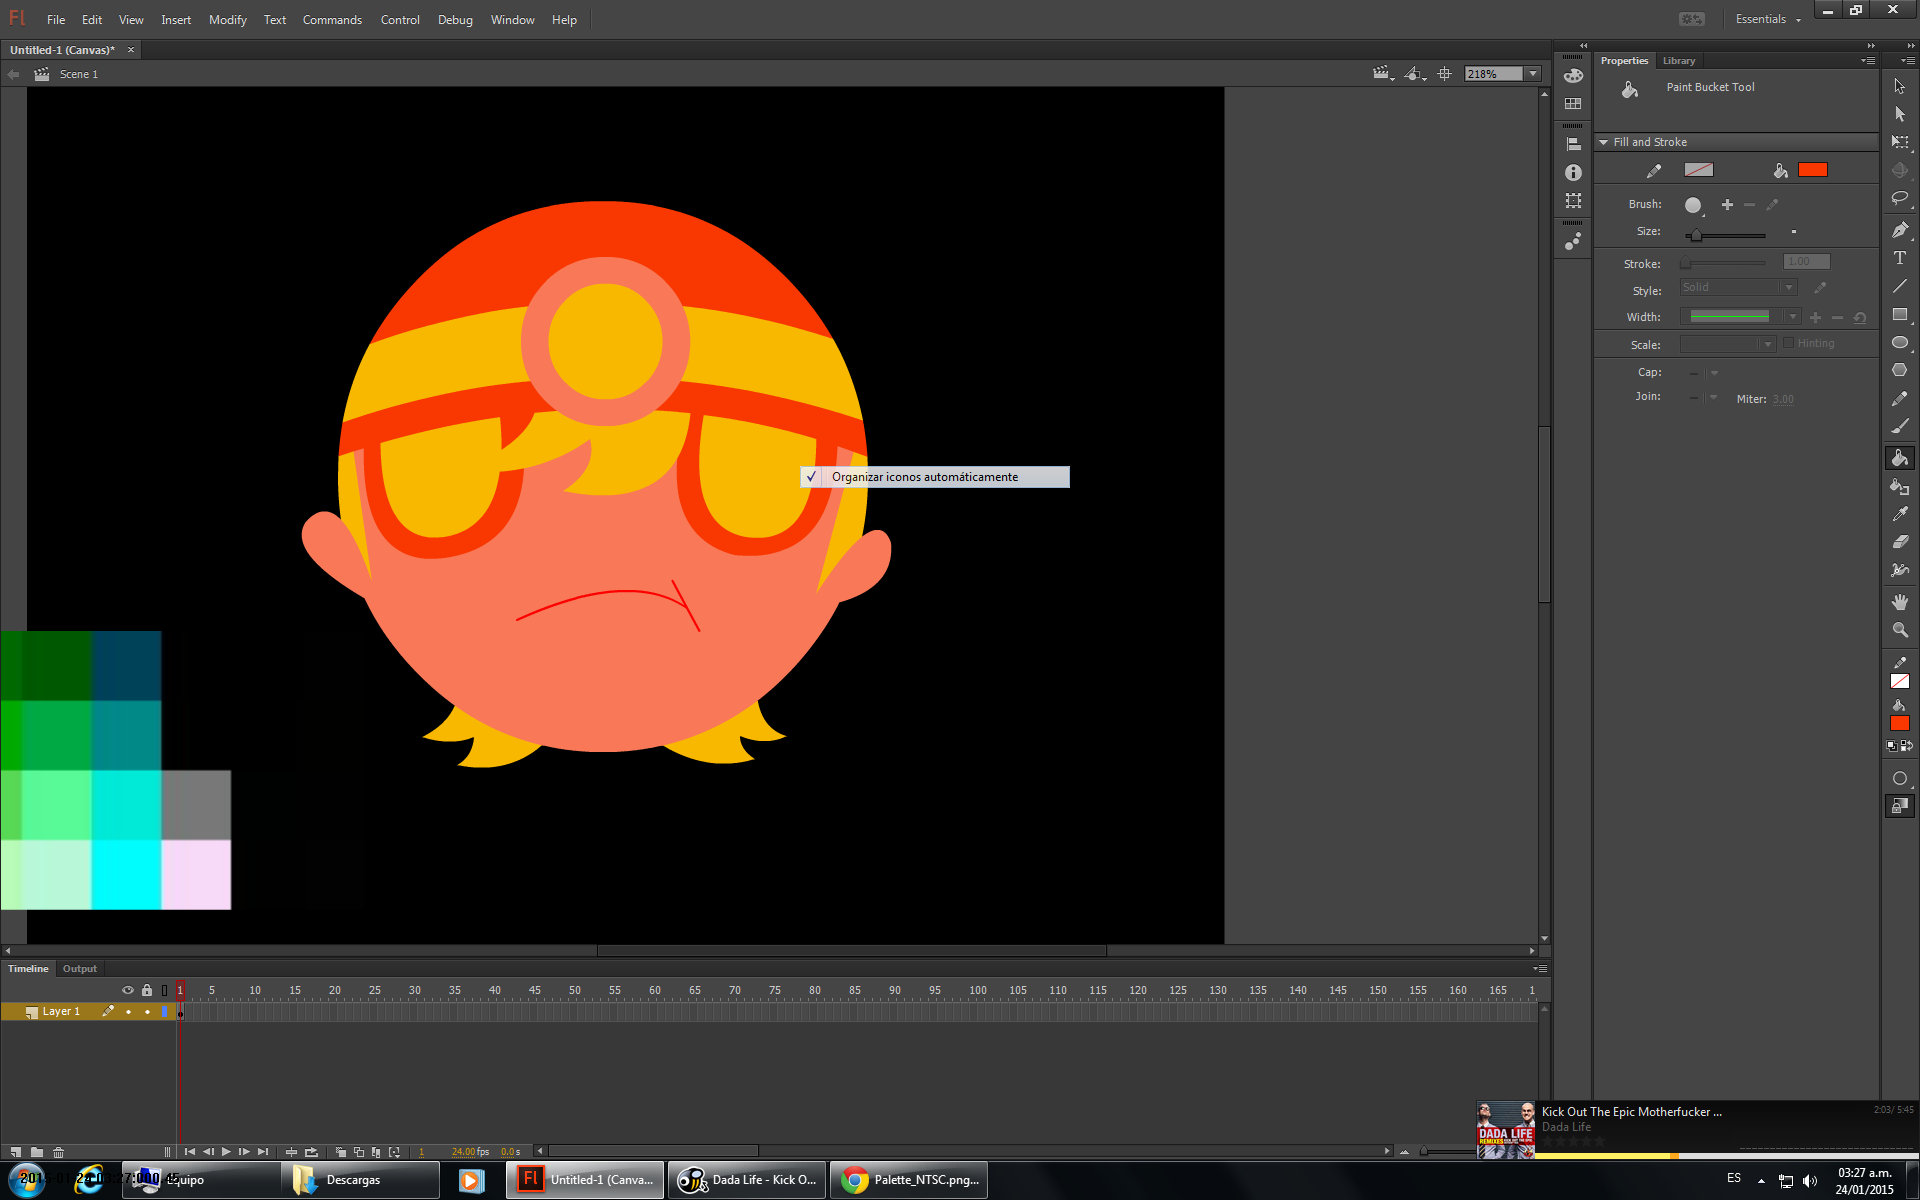 Fl File Edit View Insert Modify Text Commands Control Debug Window Help Essentials
Untitled-1 (Canvas)*
Scene 1
218%
Properties Library
Paint Bucket Tool
Fill and Stroke
Brush:
Size:
Stroke: 1.00
Style: Solid
Width:
Scale: Hinting
Cap:
Join: Miter: 3.00
T
✓ Organizar iconos automáticamente
Timeline Output
1 5 10 15 20 25 30 35 40 45 50 55 60 65 70 75 80 85 90 95 100 105 110 115 120 125 130 135 140 145 150 155 160 165 1
Layer 1
1 24.00 fps 0.0 s
Kick Out The Epic Motherfucker ...
2:03/ 5:45
Dada Life
DADA LIFE
REMIXES
Equipo
Descargas
Fl Untitled-1 (Canva...
Dada Life - Kick O...
Palette_NTSC.png...
ES
03:27 a.m.
24/01/2015